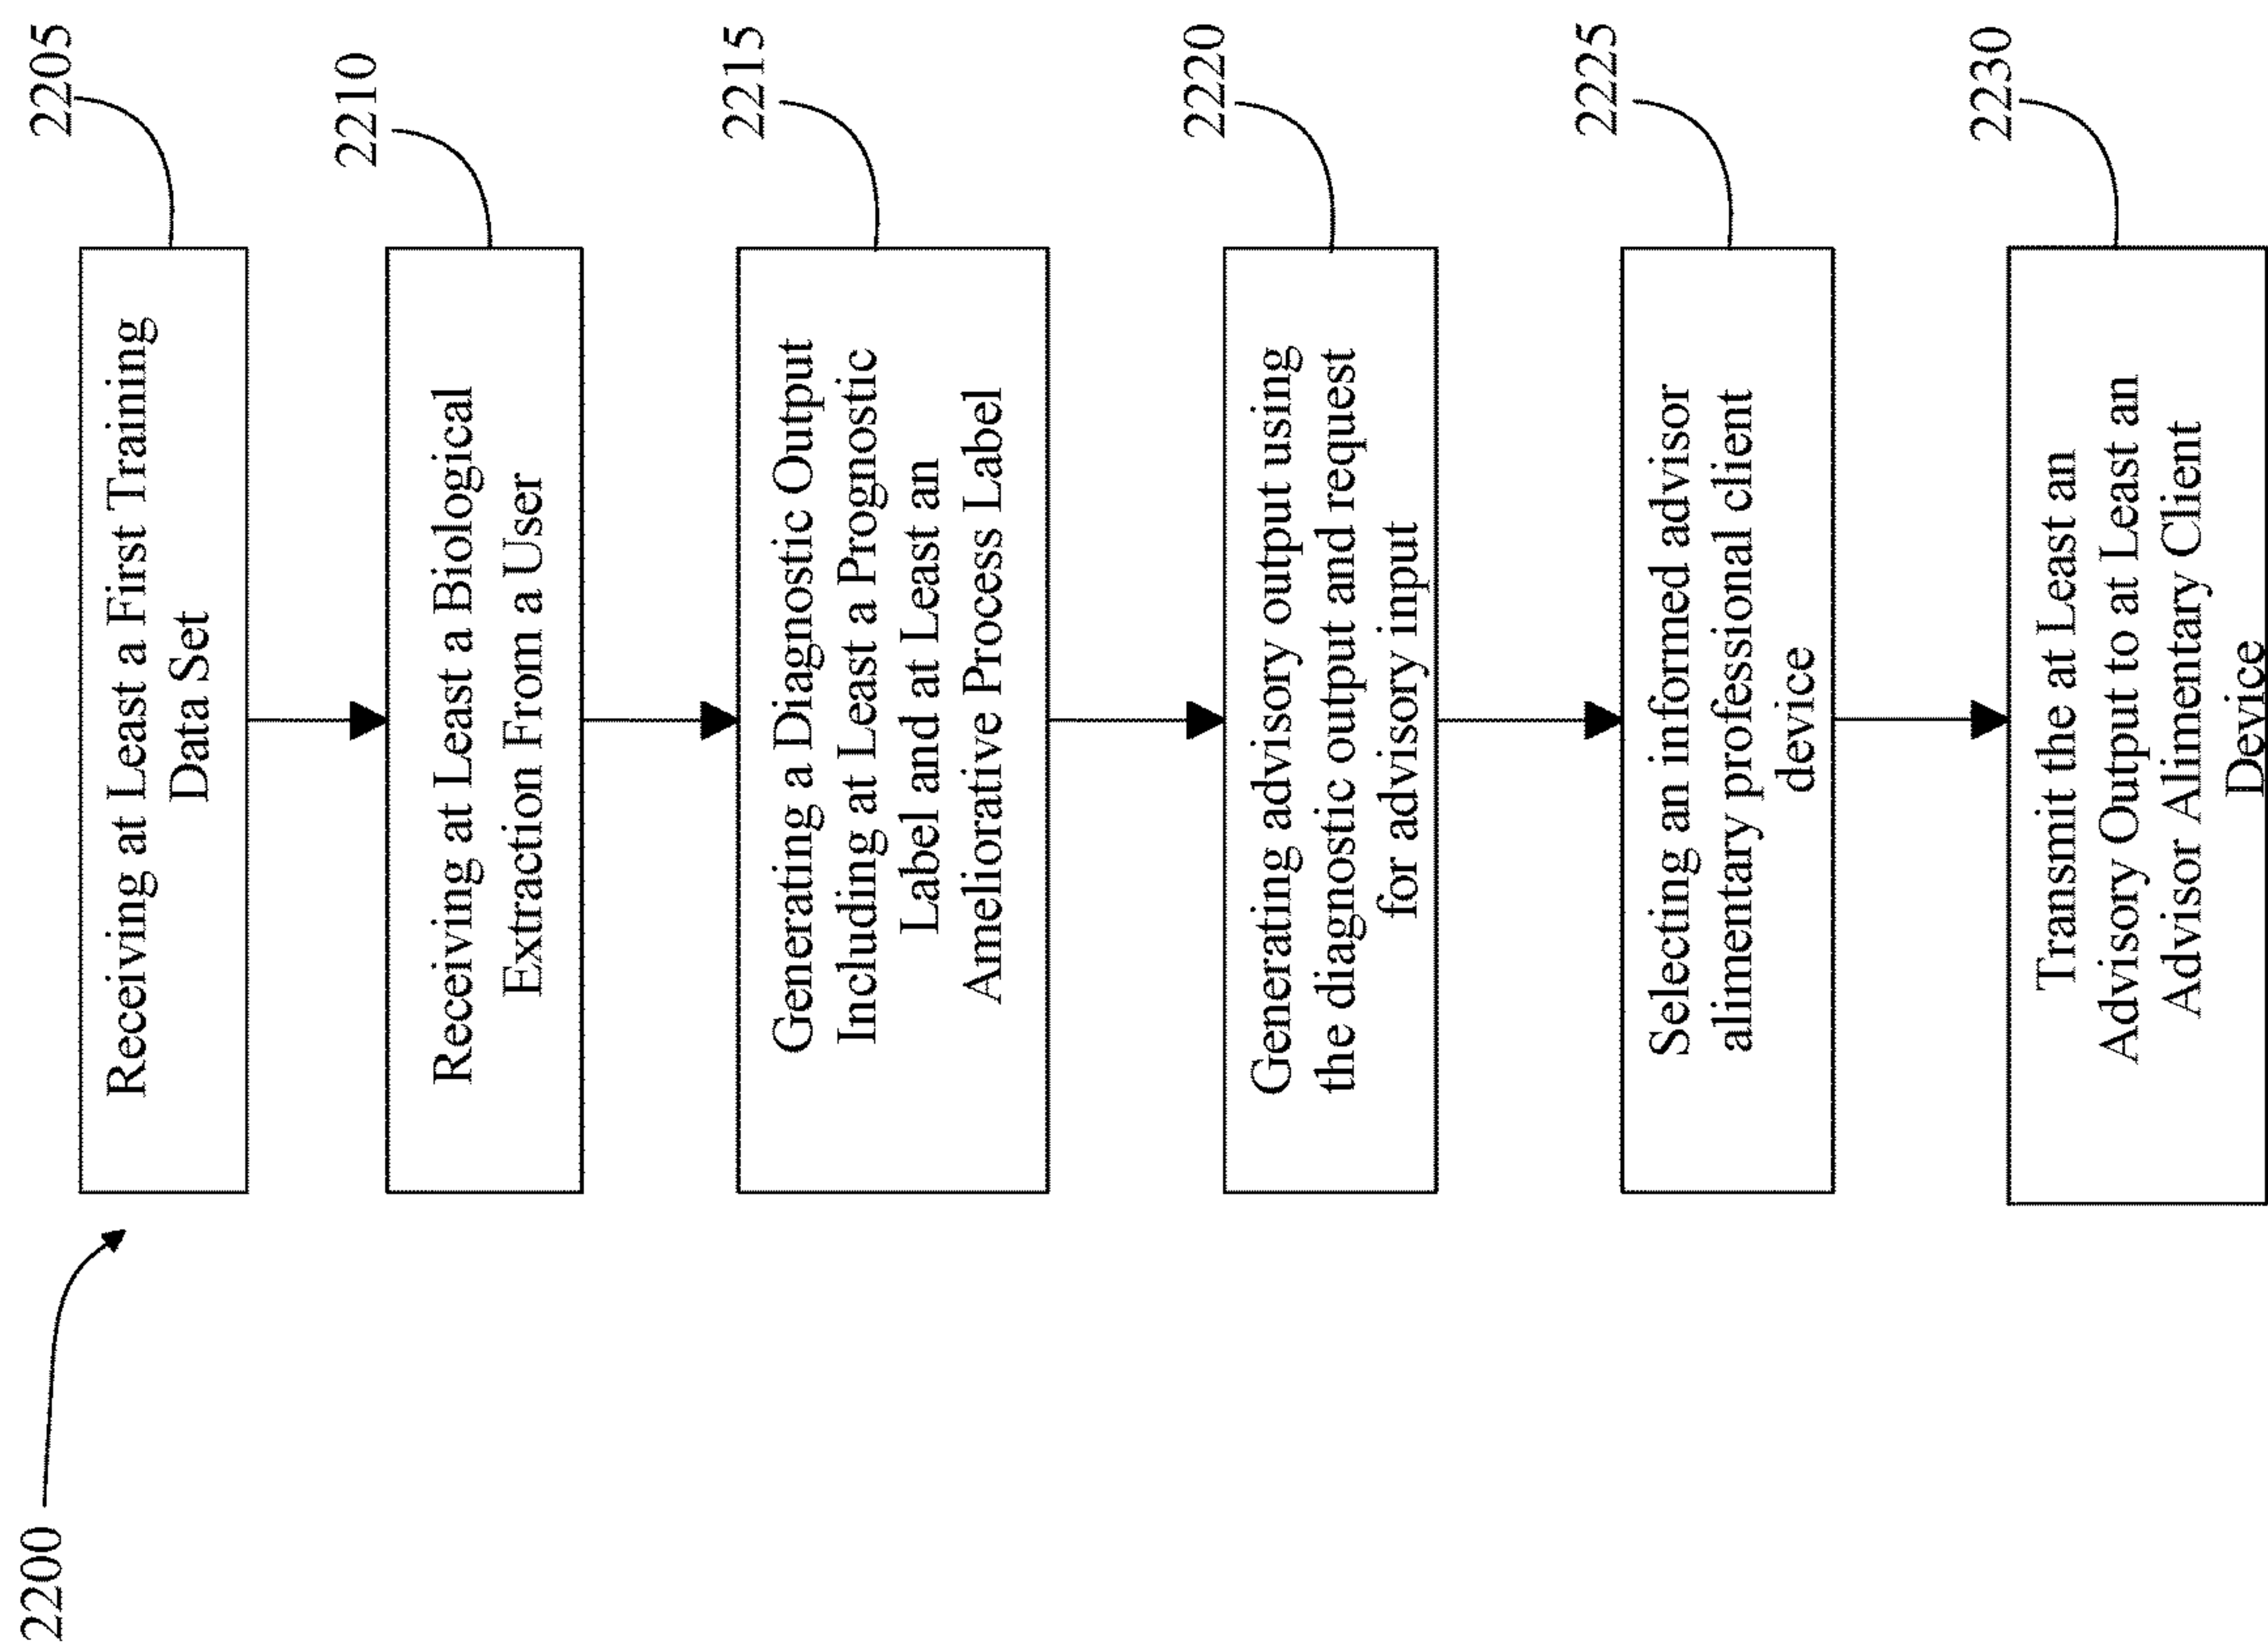 2200
2205
Receiving at Least a First Training
Data Set
2210
Receiving at Least a Biological
Extraction From a User
2215
Generating a Diagnostic Output
Including at Least a Prognostic
Label and at Least an
Ameliorative Process Label
2220
Generating advisory output using
the diagnostic output and request
for advisory input
2225
Selecting an informed advisor
alimentary professional client
device
2230
Transmit the at Least an
Advisory Output to at Least an
Advisor Alimentary Client
Device